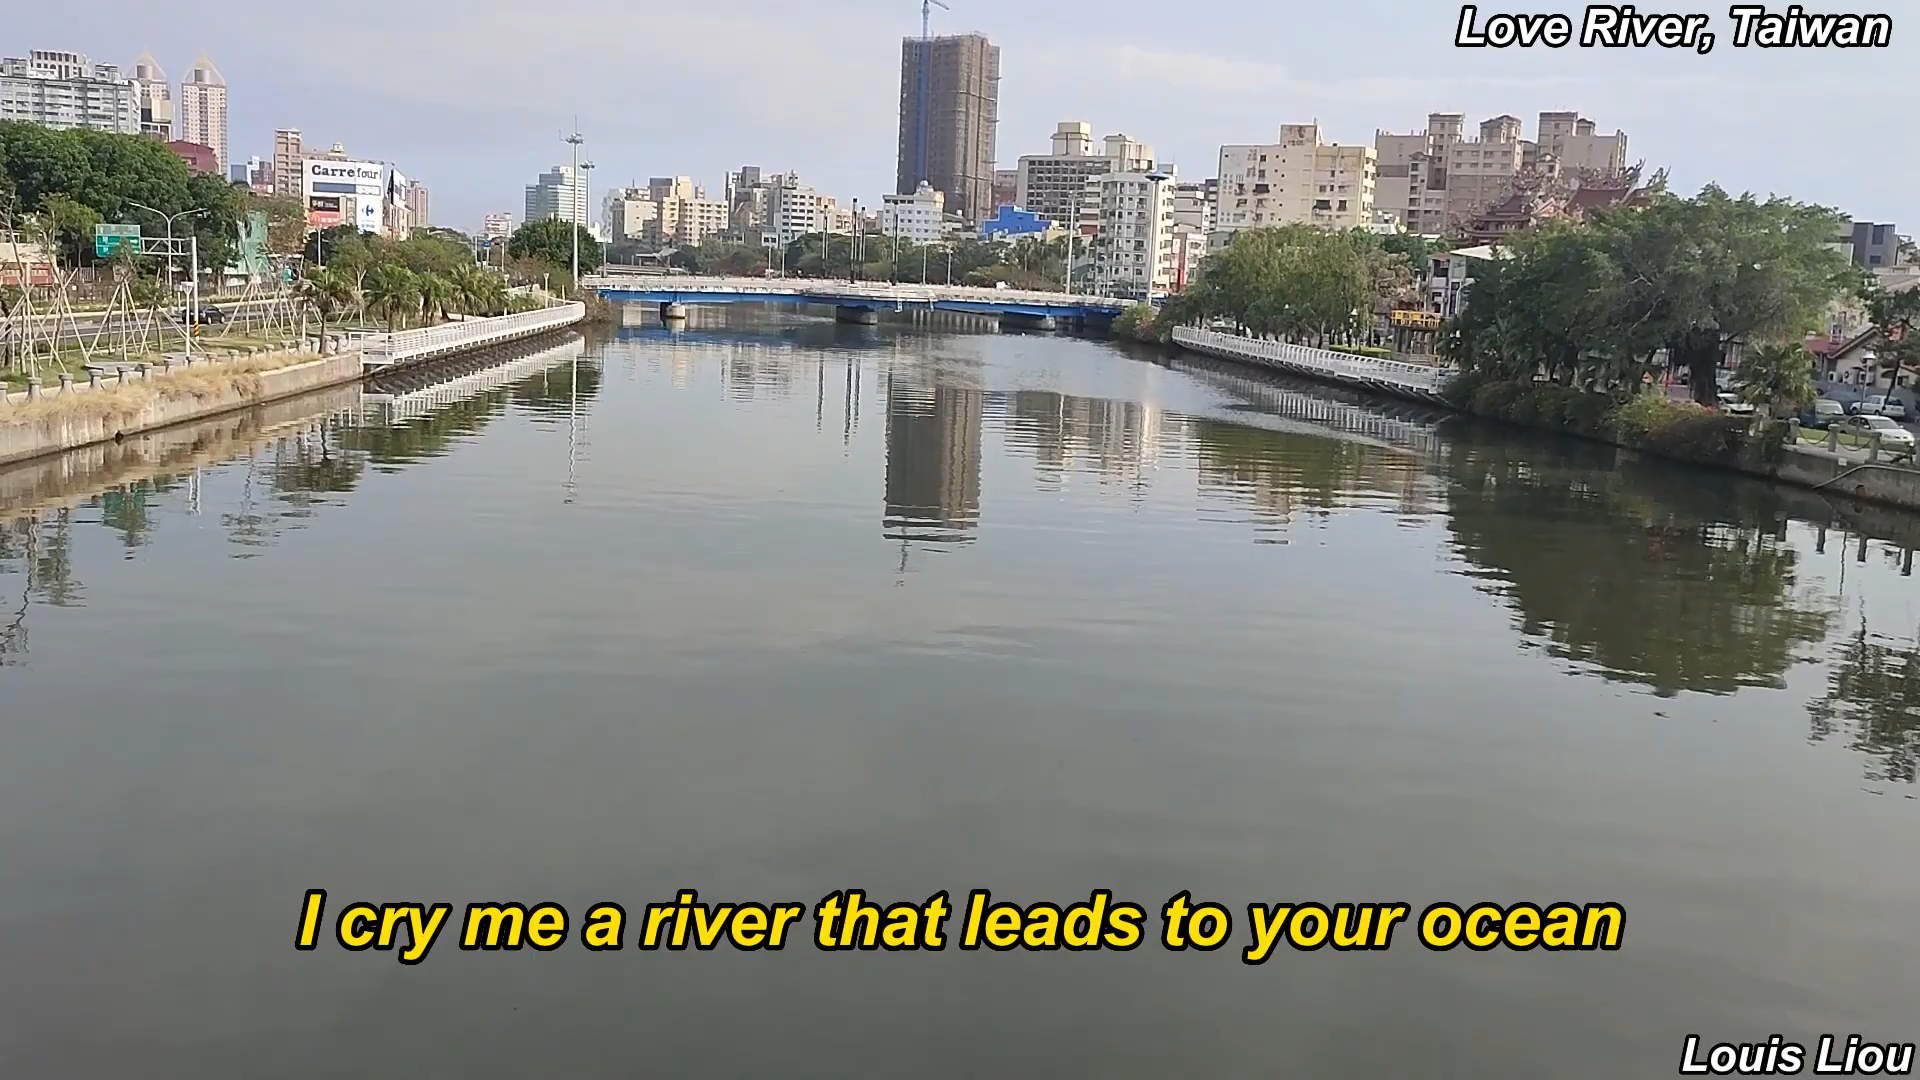 Love River, Taiwan
Carrefour
I cry me a river that leads to your ocean
Louis Liou